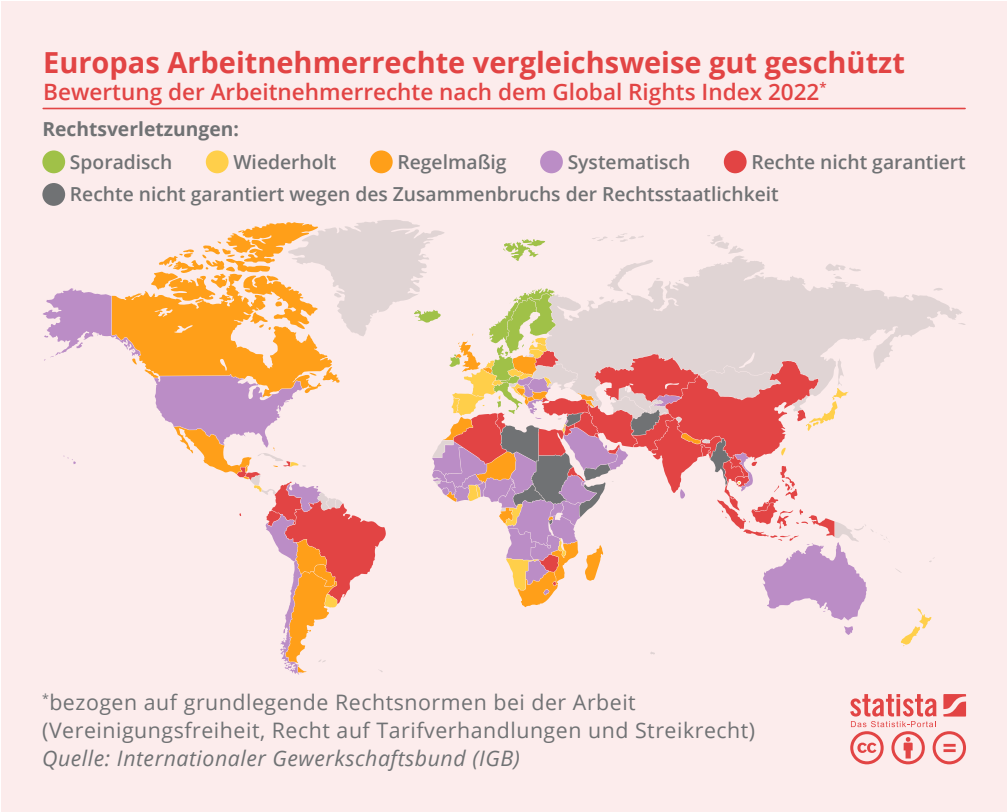 Europas Arbeitnehmerrechte vergleichsweise gut geschützt
Bewertung der Arbeitnehmerrechte nach dem Global Rights Index 2022*
Rechtsverletzungen:
Sporadisch Wiederholt Regelmaßig Systematisch Rechte nicht garantiert
Rechte nicht garantiert wegen des Zusammenbruchs der Rechtsstaatlichkeit
*bezogen auf grundlegende Rechtsnormen bei der Arbeit
(Vereinigungsfreiheit, Recht auf Tarifverhandlungen und Streikrecht)
Quelle: Internationaler Gewerkschaftsbund (IGB)
statista
Das Statistik-Portal
cc